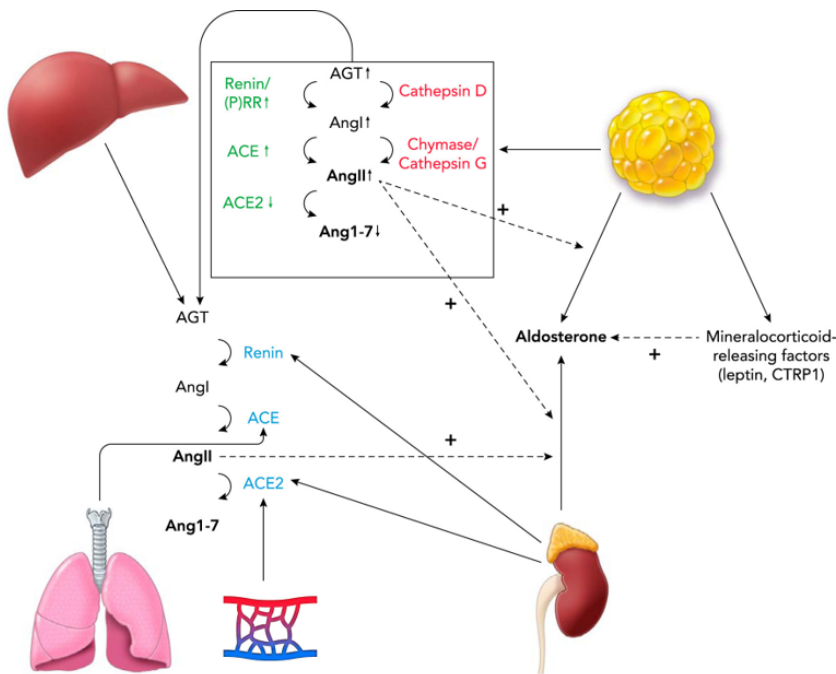 AGT↑
Renin/
(P)RR↑
Cathepsin D
AngI↑
ACE ↑
Chymase/
Cathepsin G
AngII↑
ACE2 ↓
Ang1-7↓
+
+
AGT
Aldosterone
+
Mineralocorticoid-
releasing factors
(leptin, CTRP1)
Renin
AngI
ACE
AngII
+
ACE2
Ang1-7